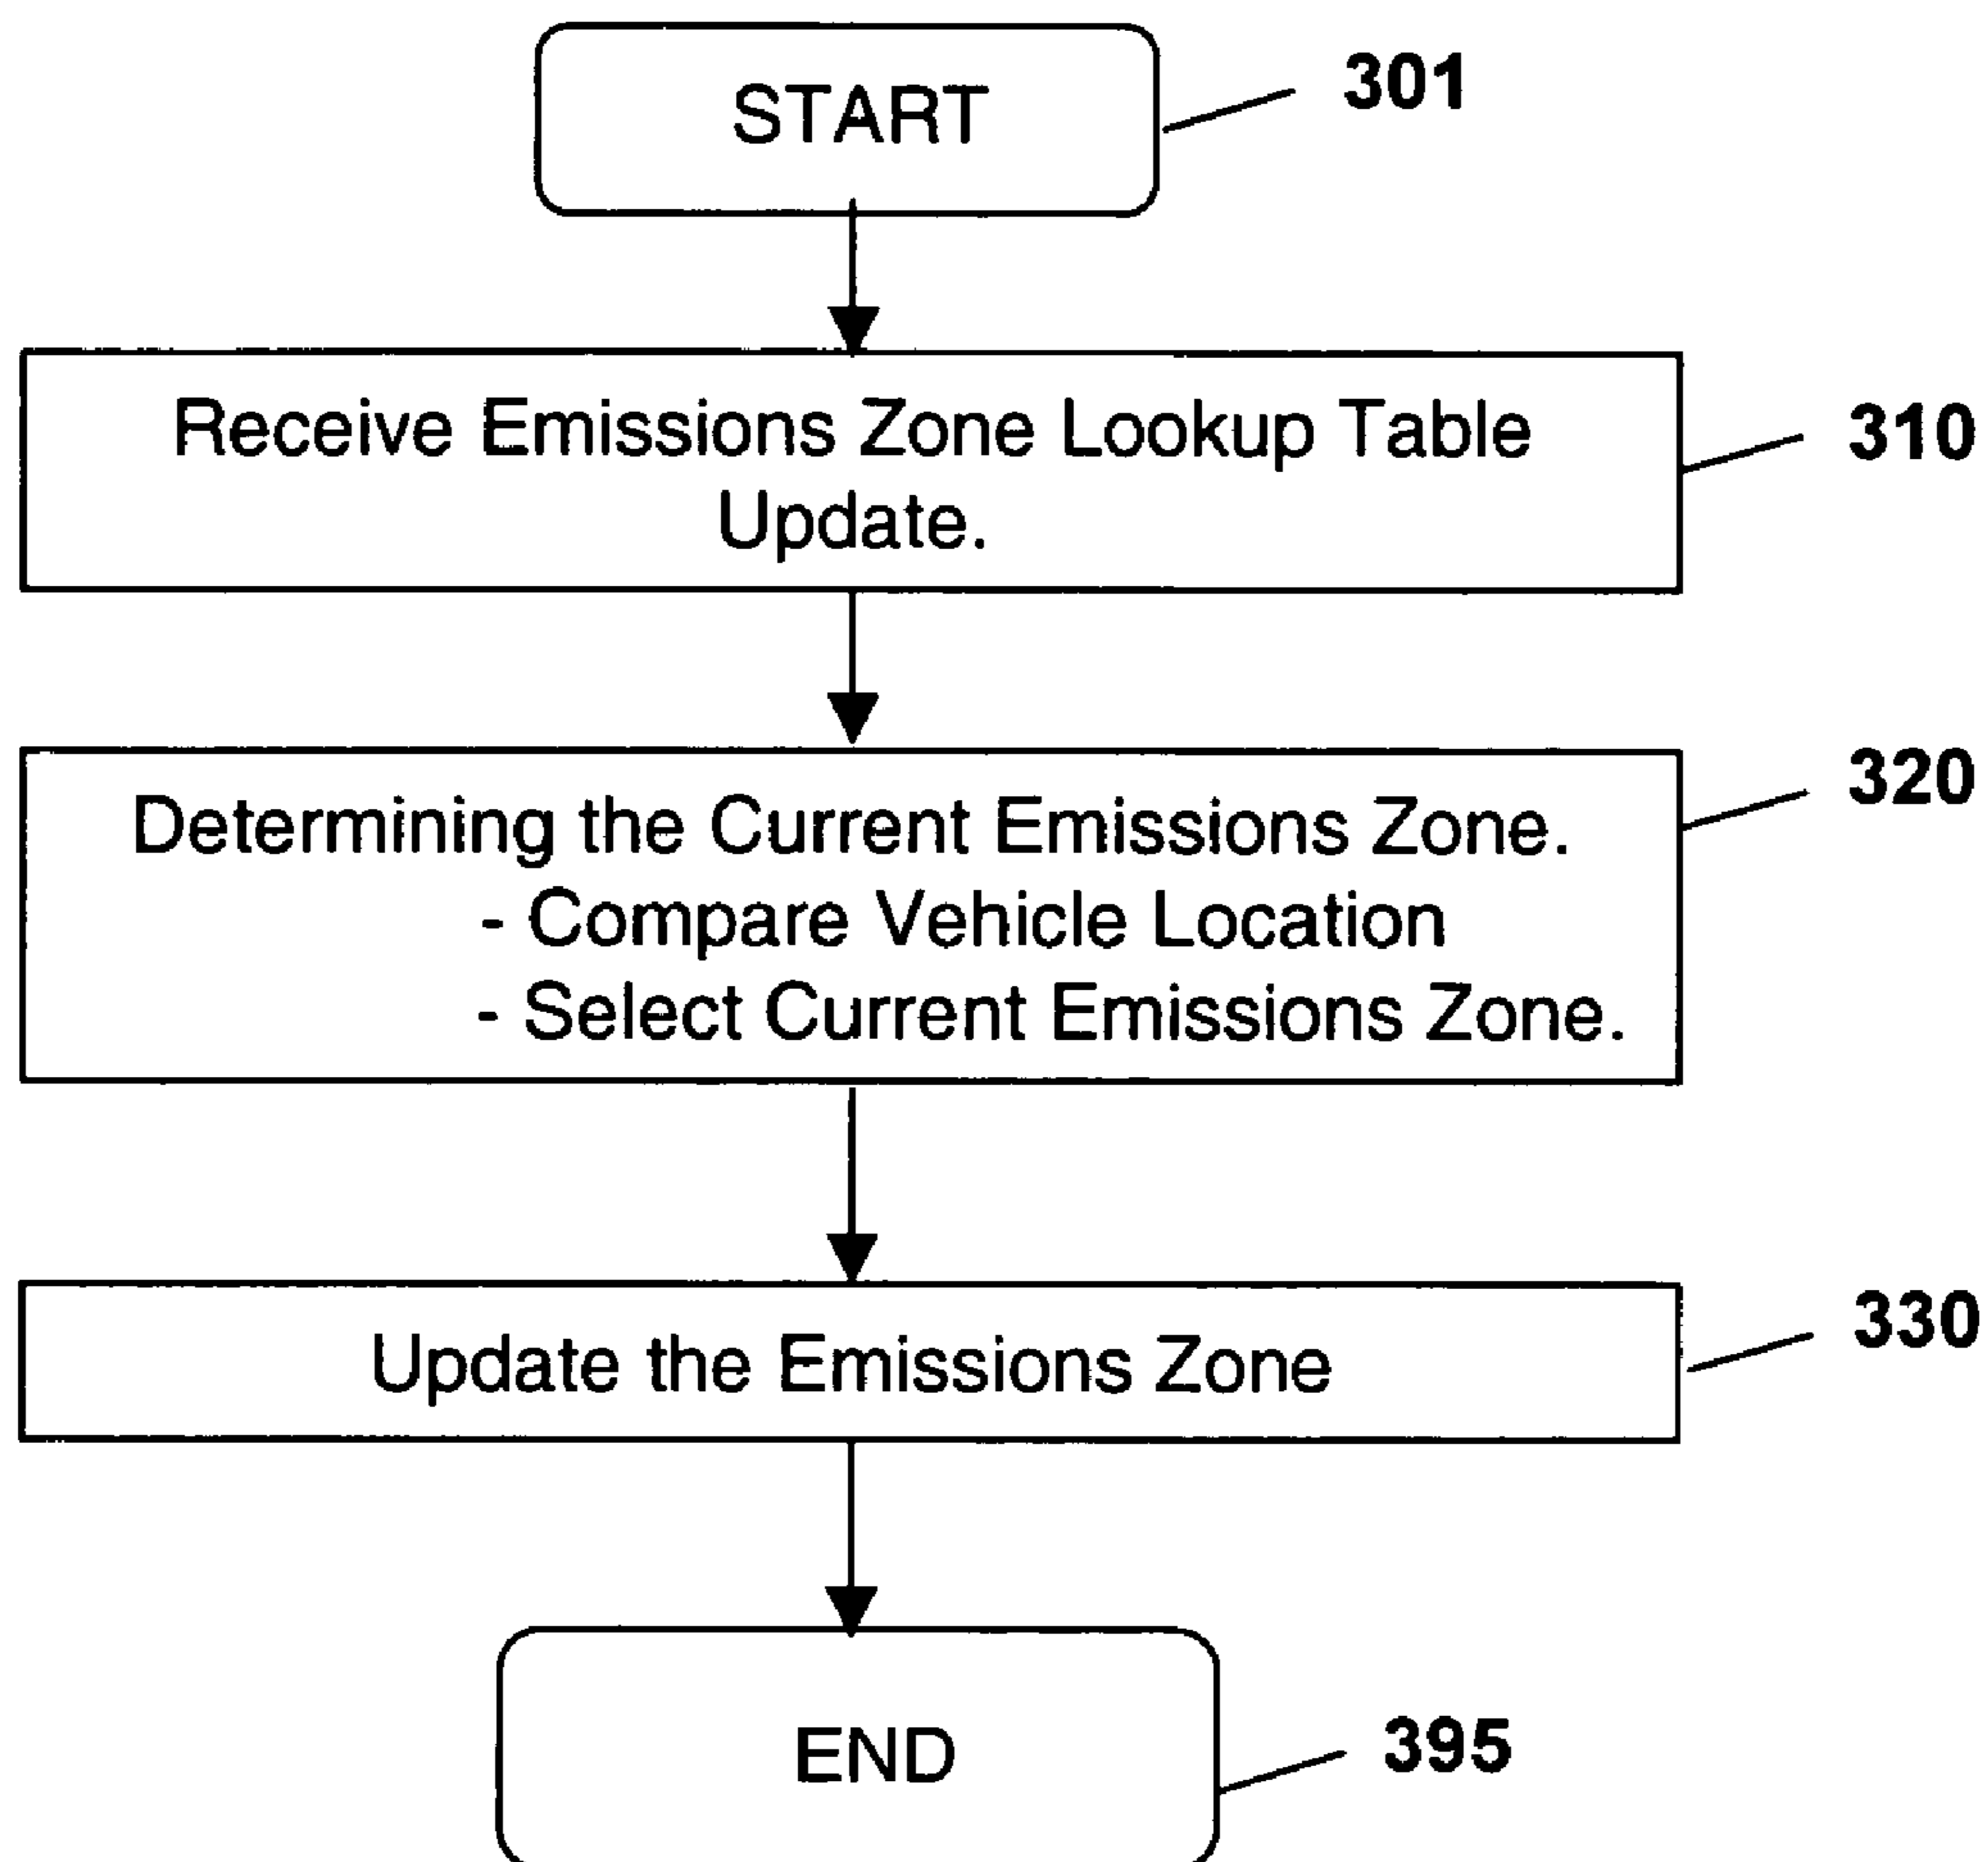 START
301
Receive Emissions Zone Lookup Table
Update.
310
Determining the Current Emissions Zone.
- Compare Vehicle Location
- Select Current Emissions Zone.
320
Update the Emissions Zone
330
END
395